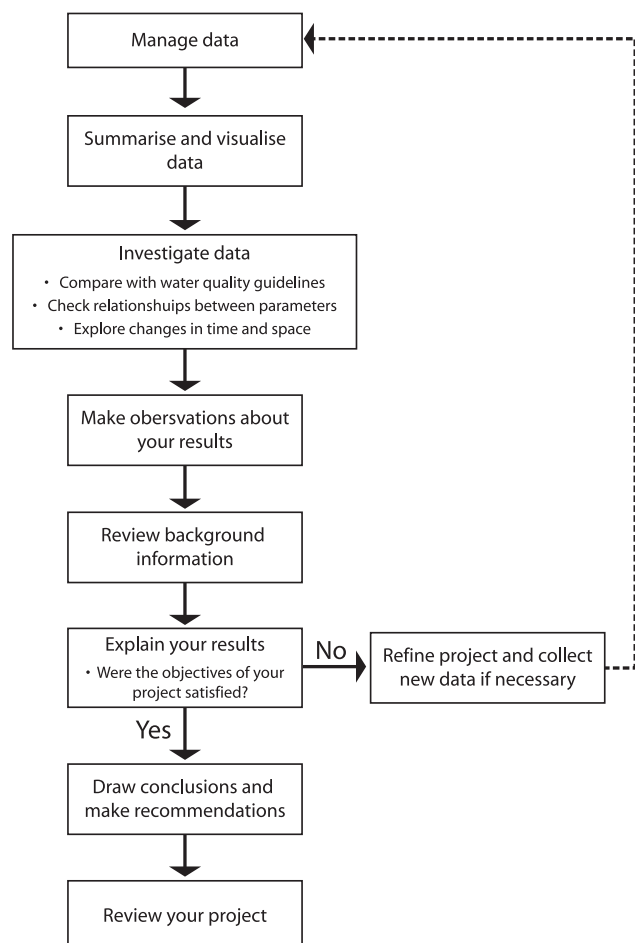 Manage data
Summarise and visualise
data
Investigate data
• Compare with water quality guidelines
• Check relationshuips between parameters
• Explore changes in time and space
Make obersvations about
your results
Review background
information
Explain your results
• Were the objectives of your
project satisfied?
No
Refine project and collect
new data if necessary
Yes
Draw conclusions and
make recommendations
Review your project